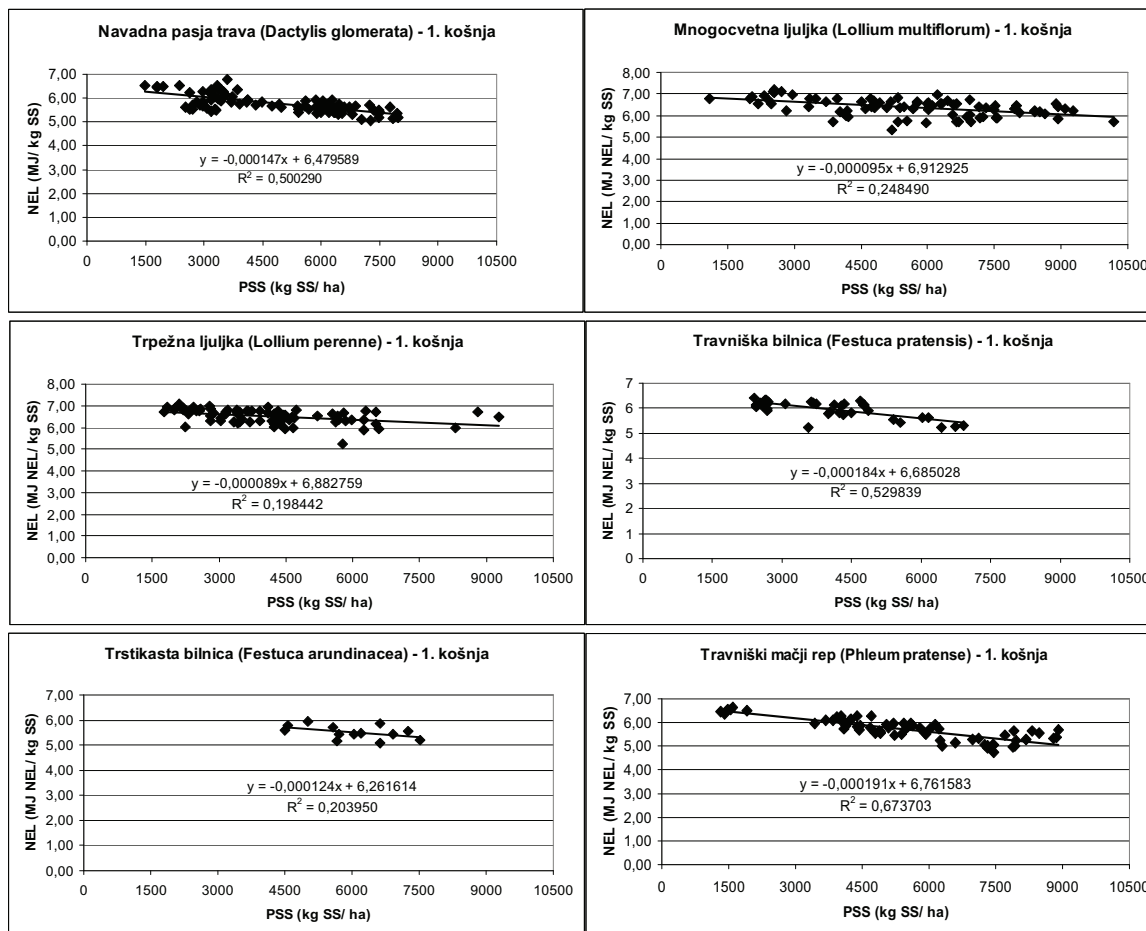 Navadna pasja trava (Dactylis glomerata) - 1. košnja
NEL (MJ/ kg SS)
7,00
6,00
5,00
4,00
3,00
2,00
1,00
0,00
y = -0,000147x + 6,479589
R² = 0,500290
0 1500 3000 4500 6000 7500 9000 10500
PSS (kg SS/ ha)
Mnogocvetna ljuljka (Lollium multiflorum) - 1. košnja
NEL (MJ NEL/ kg SS)
8,00
7,00
6,00
5,00
4,00
3,00
2,00
1,00
0,00
y = -0,000095x + 6,912925
R² = 0,248490
0 1500 3000 4500 6000 7500 9000 10500
PSS (kg SS/ ha)
Trpežna ljuljka (Lollium perenne) - 1. košnja
NEL (MJ NEL/ kg SS)
8,00
7,00
6,00
5,00
4,00
3,00
2,00
1,00
0,00
y = -0,000089x + 6,882759
R² = 0,198442
0 1500 3000 4500 6000 7500 9000 10500
PSS (kg SS/ ha)
Travniška bilnica (Festuca pratensis) - 1. košnja
NEL (MJ NEL/ kg SS)
7
6
5
4
3
2
1
0
y = -0,000184x + 6,685028
R² = 0,529839
0 1500 3000 4500 6000 7500 9000 10500
PSS (kg SS/ ha)
Trstikasta bilnica (Festuca arundinacea) - 1. košnja
NEL (MJ NEL/ kg SS)
7,00
6,00
5,00
4,00
3,00
2,00
1,00
0,00
y = -0,000124x + 6,261614
R² = 0,203950
0 1500 3000 4500 6000 7500 9000 10500
PSS (kg SS/ ha)
Travniški mačji rep (Phleum pratense) - 1. košnja
NEL (MJ NEL/ kg SS)
7,00
6,00
5,00
4,00
3,00
2,00
1,00
0,00
y = -0,000191x + 6,761583
R² = 0,673703
0 1500 3000 4500 6000 7500 9000 10500
PSS (kg SS/ ha)